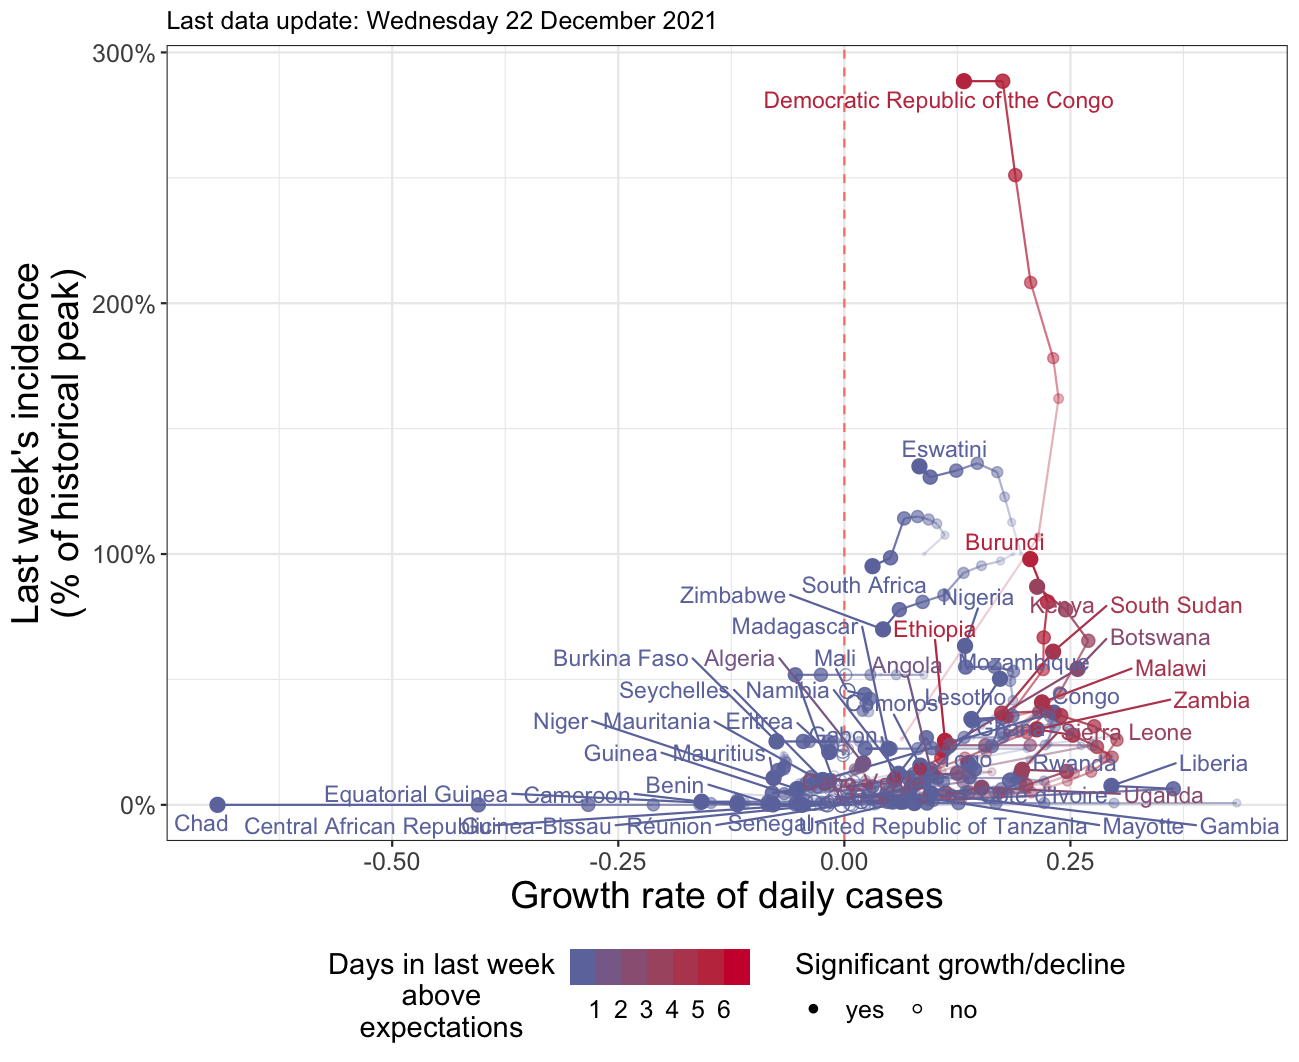 Last data update: Wednesday 22 December 2021
300%
Democratic Republic of the Congo
200%
Last week's incidence
(% of historical peak)
Eswatini
100%
Burundi
South Africa
Zimbabwe
Nigeria
Kenya
South Sudan
Madagascar
Ethiopia
Botswana
Burkina Faso
Algeria
Mali
Angola
Mozambique
Malawi
Seychelles
Namibia
Comoros
Lesotho
Congo
Zambia
Niger
Mauritania
Eritrea
Gabon
Ghana
Sierra Leone
Guinea
Mauritius
Togo
Rwanda
Liberia
Benin
Equatorial Guinea
Cameroon
Uganda
0%
Chad
Central African Republic
Guinea-Bissau
Réunion
Senegal
United Republic of Tanzania
Mayotte
Gambia
-0.50
-0.25
0.00
0.25
Growth rate of daily cases
Days in last week
above
expectations
1 2 3 4 5 6
Significant growth/decline
yes
no